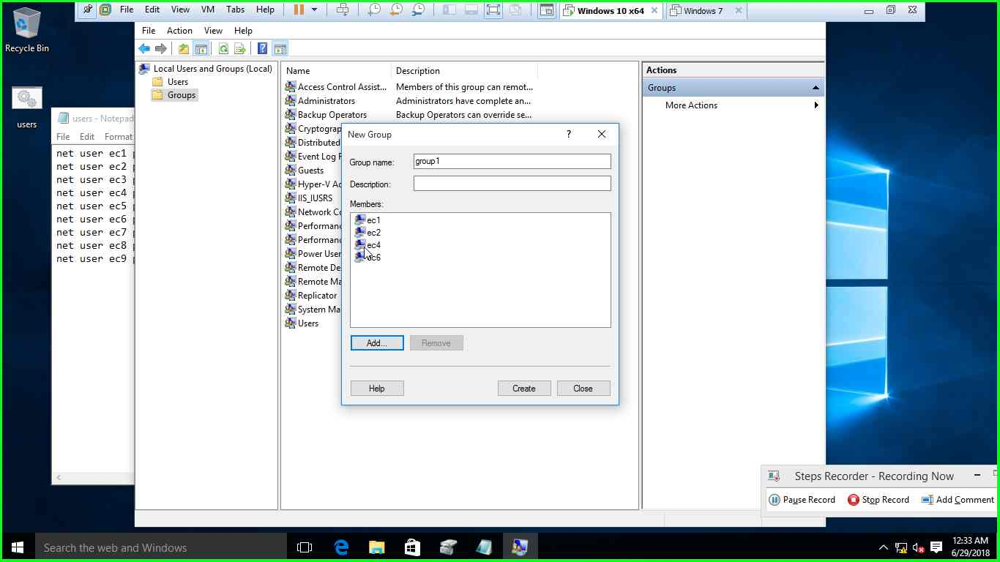 File Edit View VM Tabs Help
Windows 10 x64
Windows 7
Recycle Bin
users
File Action View Help
Local Users and Groups (Local)
Users
Groups
Name Description
Access Control Assist... Members of this group can remot...
Administrators Administrators have complete an...
Backup Operators Backup Operators can override se...
Cryptograp
Distributed
Event Log R
Guests
Hyper-V Ad
IIS_IUSRS
Network Co
Performanc
Performanc
Power User
Remote De
Remote Ma
Replicator
System Ma
Users
Actions
Groups
More Actions
users - Notepad
File Edit Format
net user ec1 p
net user ec2 p
net user ec3 p
net user ec4 p
net user ec5 p
net user ec6 p
net user ec7 p
net user ec8 p
net user ec9 p
New Group
?
Group name: group1
Description:
Members:
ec1
ec2
ec4
ec6
Add... Remove
Help Create Close
Steps Recorder - Recording Now
Pause Record Stop Record Add Comment
Search the web and Windows
12:33 AM
6/29/2018